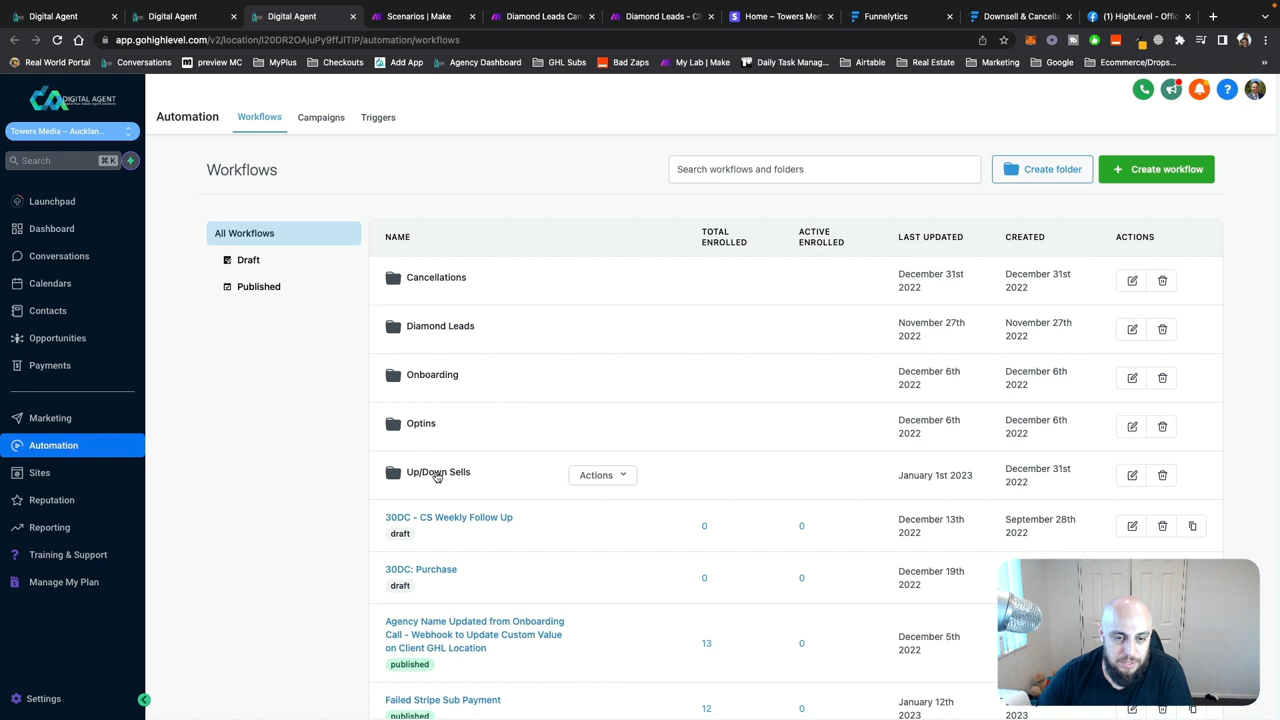 Digital Agent
Digital Agent
Digital Agent
Towers Media | Make
Diamond Leads Can
Diamond Leads - Cli
Home – Towers Med
Funnelytics
Downsell & Cancella
(10) HighLevel - Offic
app.gohighlevel.com/v2/location/
/automation/workflows
Real World Portal
Conversations
preview MC
MyPlus
Checkouts
Add App
Agency Dashboard
GHL Subs
Bad Zaps
My Lab | Make
Daily Task Manag...
Airtable
Real Estate
Marketing
Google
Ecommerce/Drops...
DIGITAL AGENT
Towers Media -- Aucklan...
Search
⌘ K
Launchpad
Dashboard
Conversations
Calendars
Contacts
Opportunities
Payments
Marketing
Automation
Sites
Reputation
Reporting
Training & Support
Manage My Plan
Settings
Automation
Workflows
Campaigns
Triggers
Workflows
Search workflows and folders
Create folder
+ Create workflow
All Workflows
Draft
Published
NAME
TOTAL ENROLLED
ACTIVE ENROLLED
LAST UPDATED
CREATED
ACTIONS
Cancellations
December 31st 2022
December 31st 2022
Diamond Leads
November 27th 2022
November 27th 2022
Onboarding
December 6th 2022
December 6th 2022
Optins
December 6th 2022
December 6th 2022
Up/Down Sells
Actions
January 1st 2023
December 31st 2022
30DC - CS Weekly Follow Up
draft
0
0
December 13th 2022
September 28th 2022
30DC: Purchase
draft
0
0
December 19th 2022
Agency Name Updated from Onboarding
Call - Webhook to Update Custom Value
on Client GHL Location
published
13
0
December 5th 2022
Failed Stripe Sub Payment
published
12
0
January 12th 2023
2023